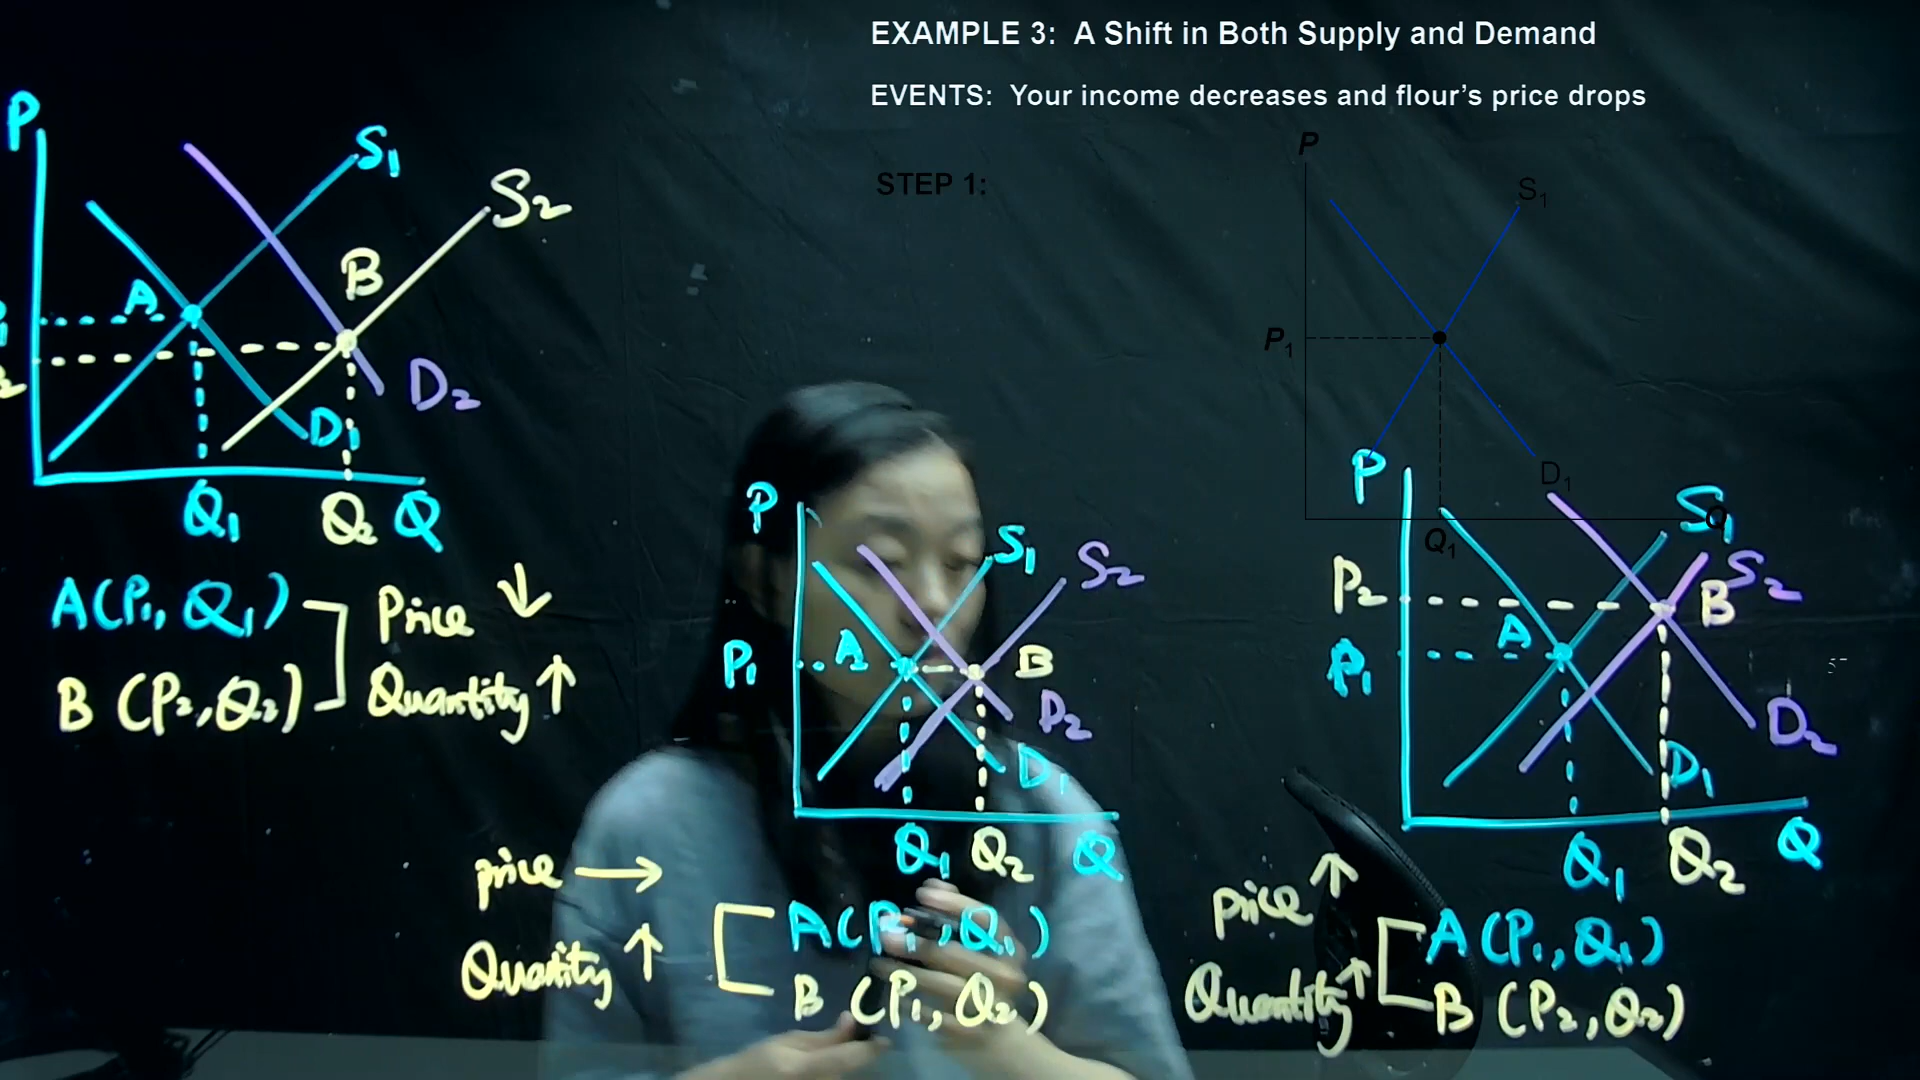 EXAMPLE 3: A Shift in Both Supply and Demand
EVENTS: Your income decreases and flour's price drops
STEP 1:
P
S1
P1
D1
Q
Q1
P
S1
S2
A
B
D2
D1
Q1
Q2
Q
A(P1, Q1)
B (P2, Q2)
Price ↓
Quantity ↑
P
S1
S2
P1
A
B
D2
D1
Q1
Q2
Q
price →
Quantity ↑
A(P1, Q1)
B (P1, Q2)
P
S1
S2
P2
B
A
P1
D2
D1
Q1
Q2
Q
price ↑
Quantity ↑
A (P1, Q1)
B (P2, Q2)